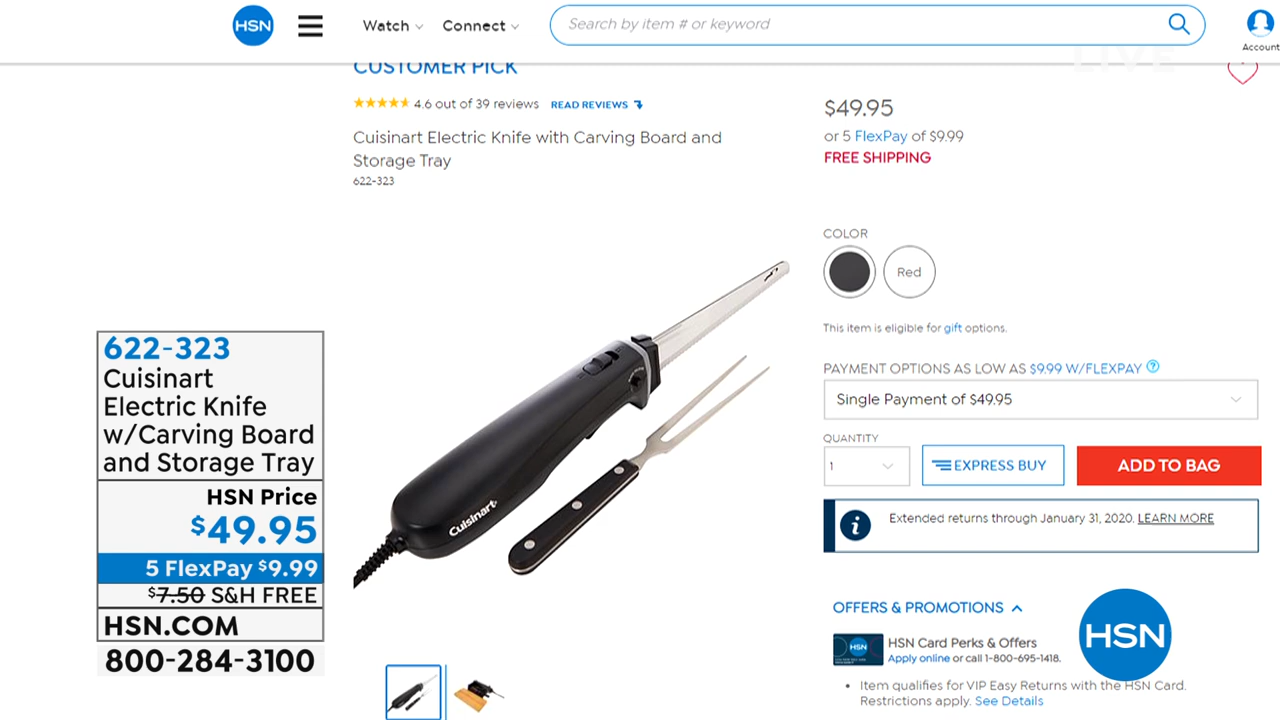 HSN
Watch
Connect
Search by item # or keyword
Account
LIVE
CUSTOMER PICK
4.6 out of 39 reviews READ REVIEWS
Cuisinart Electric Knife with Carving Board and
Storage Tray
622-323
$49.95
or 5 FlexPay of $9.99
FREE SHIPPING
COLOR
Red
This item is eligible for gift options.
PAYMENT OPTIONS AS LOW AS $9.99 W/FLEXPAY ?
Single Payment of $49.95
QUANTITY
1
EXPRESS BUY
ADD TO BAG
i
Extended returns through January 31, 2020. LEARN MORE
OFFERS & PROMOTIONS
HSN
HSN Card Perks & Offers
Apply online or call 1-800-695-1418.
• Item qualifies for VIP Easy Returns with the HSN Card.
Restrictions apply. See Details
HSN
Cuisinart
622-323
Cuisinart
Electric Knife
w/Carving Board
and Storage Tray
HSN Price
$49.95
5 FlexPay $9.99
$7.50 S&H FREE
HSN.COM
800-284-3100